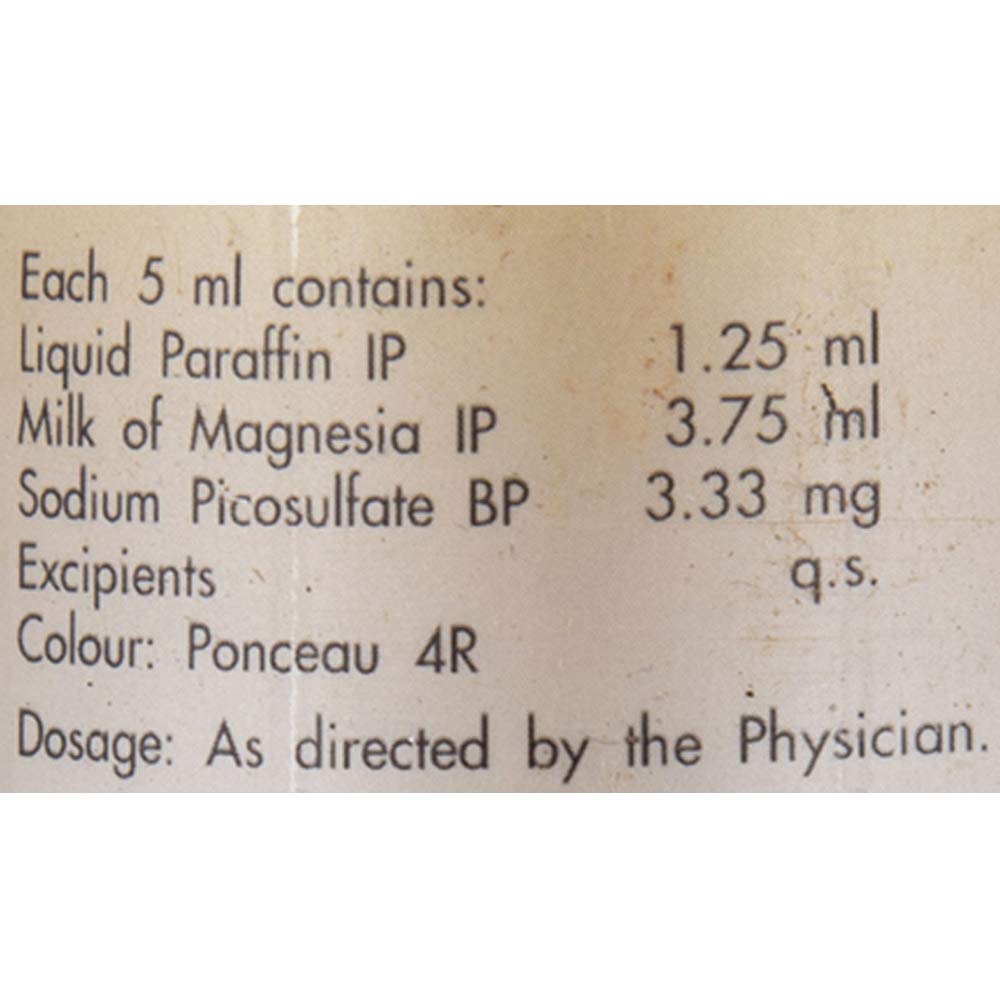 Each 5 ml contains:
Liquid Paraffin IP 1.25 ml
Milk of Magnesia IP 3.75 ml
Sodium Picosulfate BP 3.33 mg
Excipients q.s.
Colour: Ponceau 4R
Dosage: As directed by the Physician.